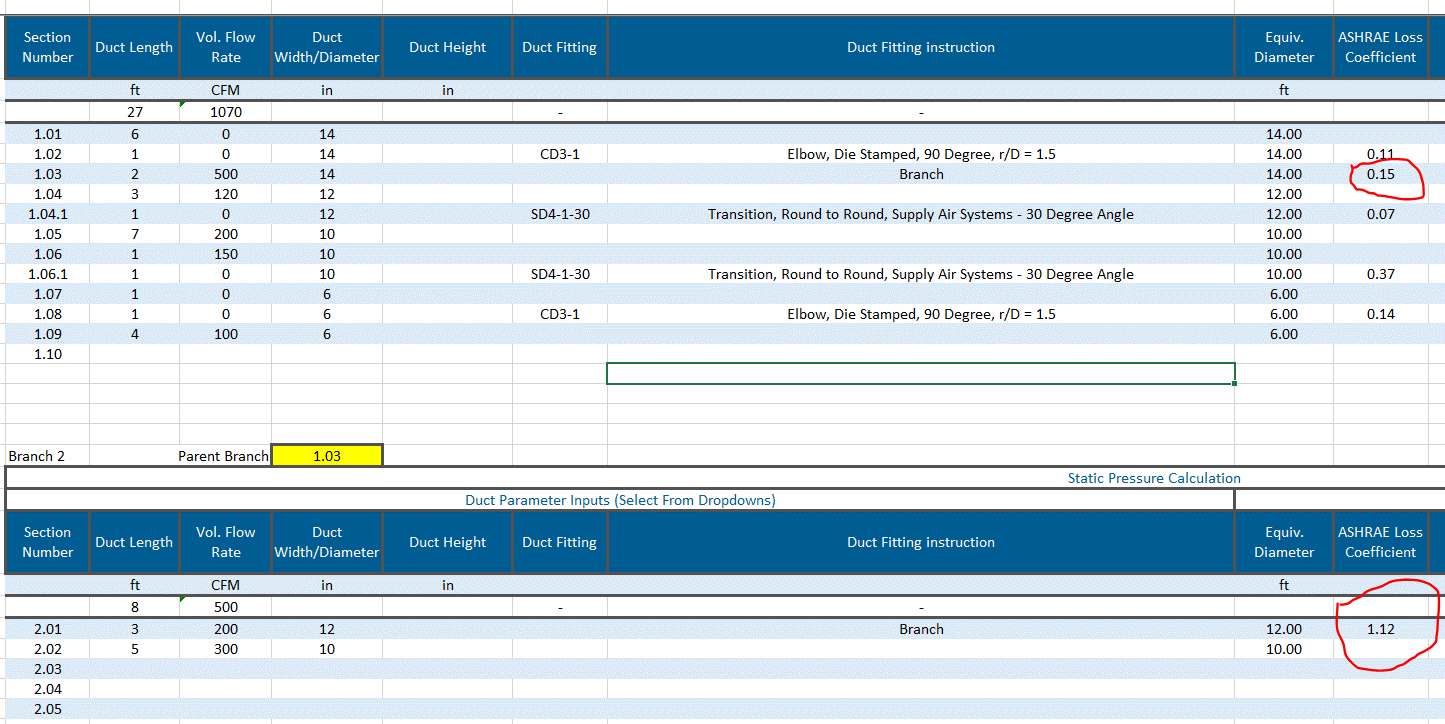 Section Number Duct Length Vol. Flow Rate Duct Width/Diameter Duct Height Duct Fitting Duct Fitting instruction Equiv. Diameter ASHRAE Loss Coefficient
ft CFM in in ft
27 1070 - -
1.01 6 0 14 14.00
1.02 1 0 14 CD3-1 Elbow, Die Stamped, 90 Degree, r/D = 1.5 14.00 0.11
1.03 2 500 14 Branch 14.00 0.15
1.04 3 120 12 12.00
1.04.1 1 0 12 SD4-1-30 Transition, Round to Round, Supply Air Systems - 30 Degree Angle 12.00 0.07
1.05 7 200 10 10.00
1.06 1 150 10 10.00
1.06.1 1 0 10 SD4-1-30 Transition, Round to Round, Supply Air Systems - 30 Degree Angle 10.00 0.37
1.07 1 0 6 6.00
1.08 1 0 6 CD3-1 Elbow, Die Stamped, 90 Degree, r/D = 1.5 6.00 0.14
1.09 4 100 6 6.00
1.10
Branch 2 Parent Branch 1.03
Static Pressure Calculation
Duct Parameter Inputs (Select From Dropdowns)
Section Number Duct Length Vol. Flow Rate Duct Width/Diameter Duct Height Duct Fitting Duct Fitting instruction Equiv. Diameter ASHRAE Loss Coefficient
ft CFM in in ft
8 500 - -
2.01 3 200 12 Branch 12.00 1.12
2.02 5 300 10 10.00
2.03
2.04
2.05